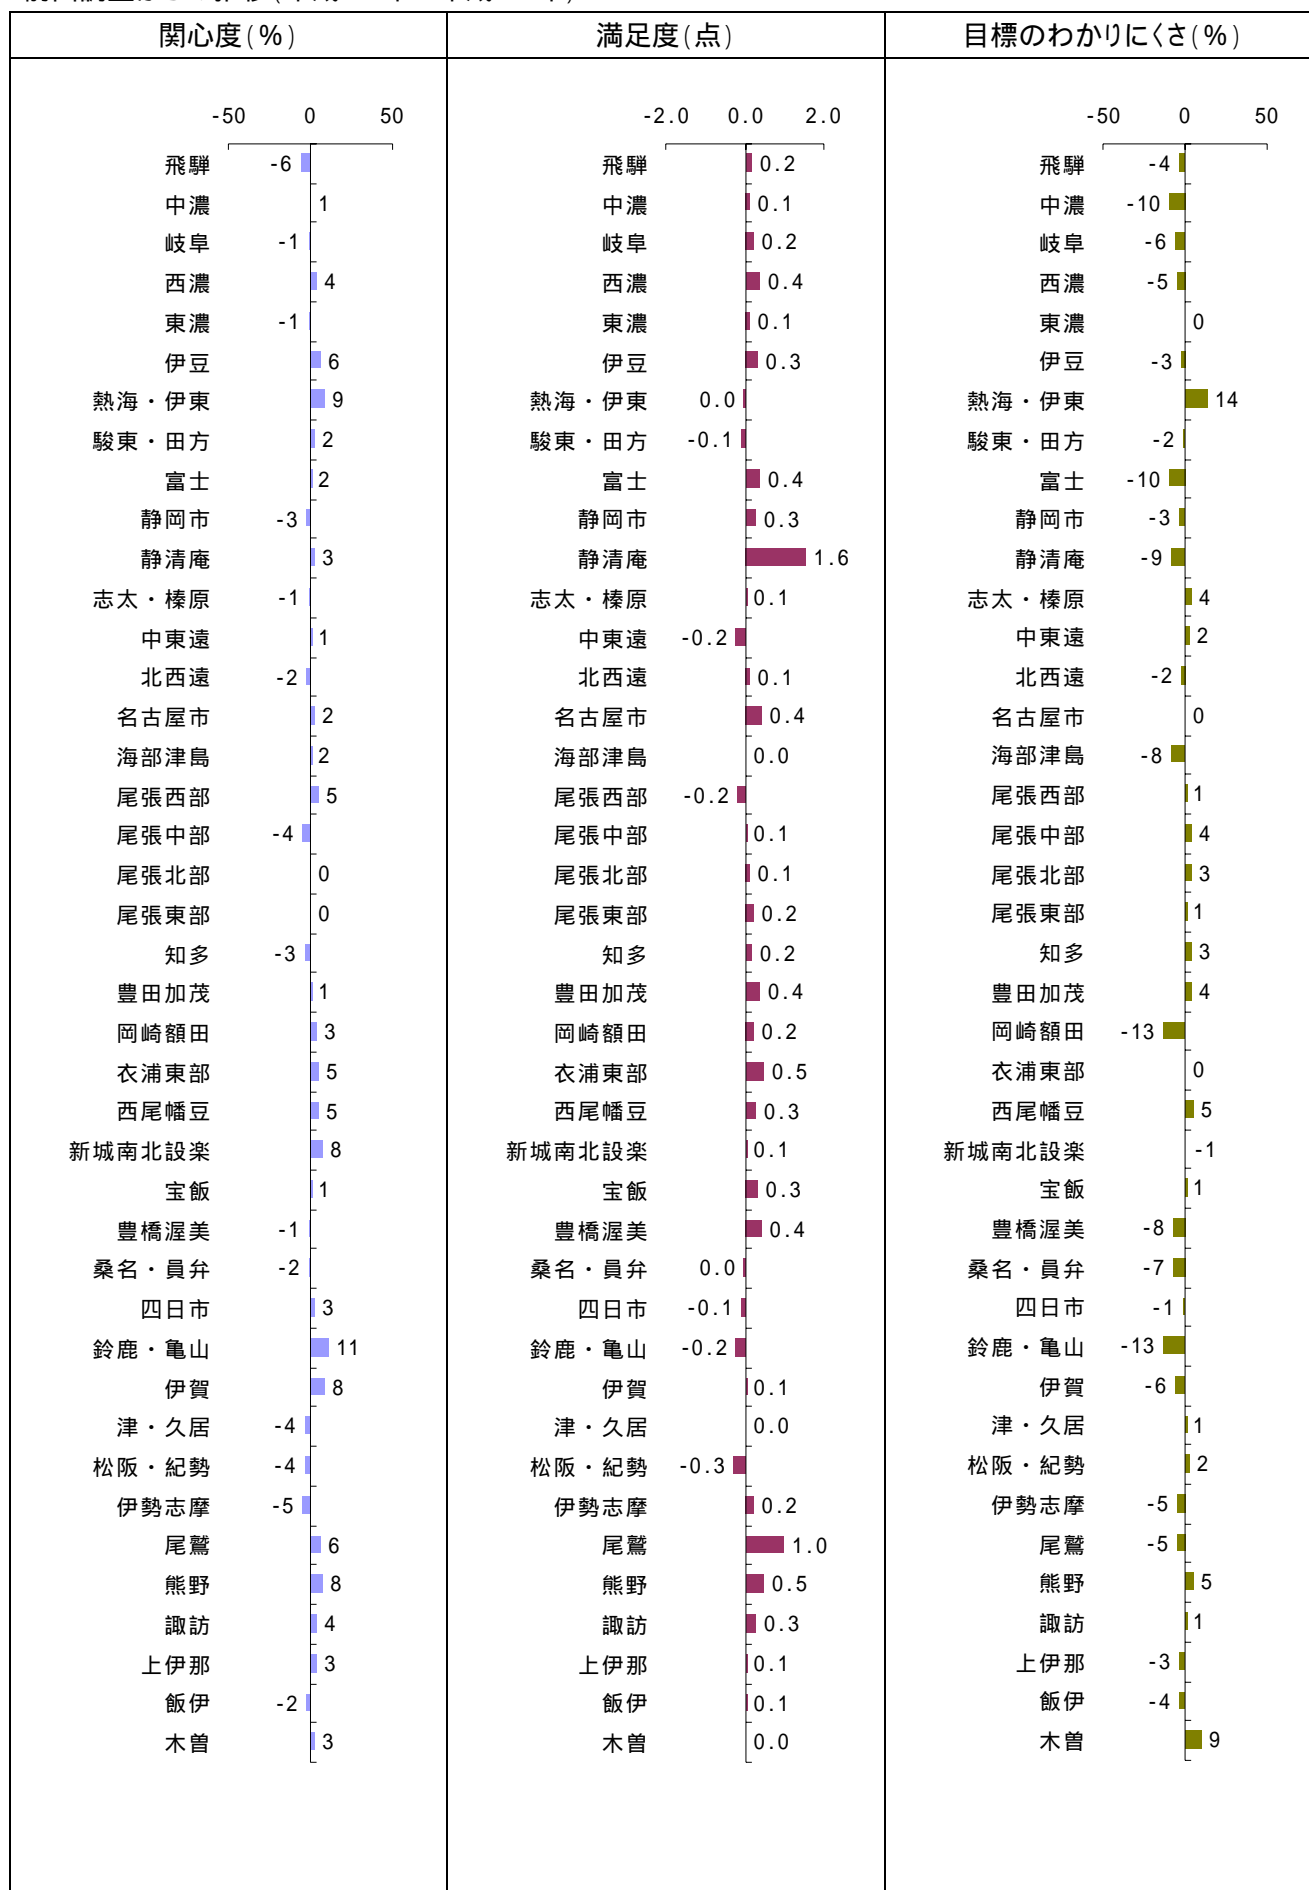 関心度(%) 満足度(点) 目標のわかりにくさ(%)
-50 0 50 -2.0 0.0 2.0 -50 0 50
飛騨 -6 飛騨 0.2 飛騨 -4
中濃 1 中濃 0.1 中濃 -10
岐阜 -1 岐阜 0.2 岐阜 -6
西濃 4 西濃 0.4 西濃 -5
東濃 -1 東濃 0.1 東濃 0
伊豆 6 伊豆 0.3 伊豆 -3
熱海・伊東 9 熱海・伊東 0.0 熱海・伊東 14
駿東・田方 2 駿東・田方 -0.1 駿東・田方 -2
富士 2 富士 0.4 富士 -10
静岡市 -3 静岡市 0.3 静岡市 -3
静清庵 3 静清庵 1.6 静清庵 -9
志太・榛原 -1 志太・榛原 0.1 志太・榛原 4
中東遠 1 中東遠 -0.2 中東遠 2
北西遠 -2 北西遠 0.1 北西遠 -2
名古屋市 2 名古屋市 0.4 名古屋市 0
海部津島 2 海部津島 0.0 海部津島 -8
尾張西部 5 尾張西部 -0.2 尾張西部 1
尾張中部 -4 尾張中部 0.1 尾張中部 4
尾張北部 0 尾張北部 0.1 尾張北部 3
尾張東部 0 尾張東部 0.2 尾張東部 1
知多 -3 知多 0.2 知多 3
豊田加茂 1 豊田加茂 0.4 豊田加茂 4
岡崎額田 3 岡崎額田 0.2 岡崎額田 -13
衣浦東部 5 衣浦東部 0.5 衣浦東部 0
西尾幡豆 5 西尾幡豆 0.3 西尾幡豆 5
新城南北設楽 8 新城南北設楽 0.1 新城南北設楽 -1
宝飯 1 宝飯 0.3 宝飯 1
豊橋渥美 -1 豊橋渥美 0.4 豊橋渥美 -8
桑名・員弁 -2 桑名・員弁 0.0 桑名・員弁 -7
四日市 3 四日市 -0.1 四日市 -1
鈴鹿・亀山 11 鈴鹿・亀山 -0.2 鈴鹿・亀山 -13
伊賀 8 伊賀 0.1 伊賀 -6
津・久居 -4 津・久居 0.0 津・久居 1
松阪・紀勢 -4 松阪・紀勢 -0.3 松阪・紀勢 2
伊勢志摩 -5 伊勢志摩 0.2 伊勢志摩 -5
尾鷲 6 尾鷲 1.0 尾鷲 -5
熊野 8 熊野 0.5 熊野 5
諏訪 4 諏訪 0.3 諏訪 1
上伊那 3 上伊那 0.1 上伊那 -3
飯伊 -2 飯伊 0.1 飯伊 -4
木曽 3 木曽 0.0 木曽 9